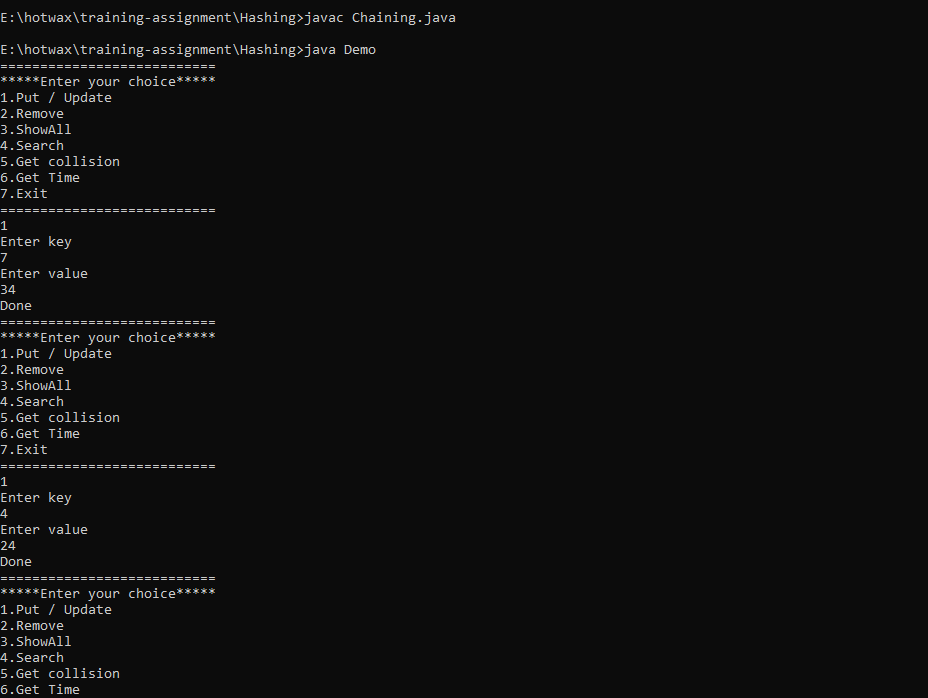 E:\hotwax\training-assignment\Hashing>javac Chaining.java
E:\hotwax\training-assignment\Hashing>java Demo
===========================
*****Enter your choice*****
1.Put / Update
2.Remove
3.ShowAll
4.Search
5.Get collision
6.Get Time
7.Exit
===========================
1
Enter key
7
Enter value
34
Done
===========================
*****Enter your choice*****
1.Put / Update
2.Remove
3.ShowAll
4.Search
5.Get collision
6.Get Time
7.Exit
===========================
1
Enter key
4
Enter value
24
Done
===========================
*****Enter your choice*****
1.Put / Update
2.Remove
3.ShowAll
4.Search
5.Get collision
6.Get Time